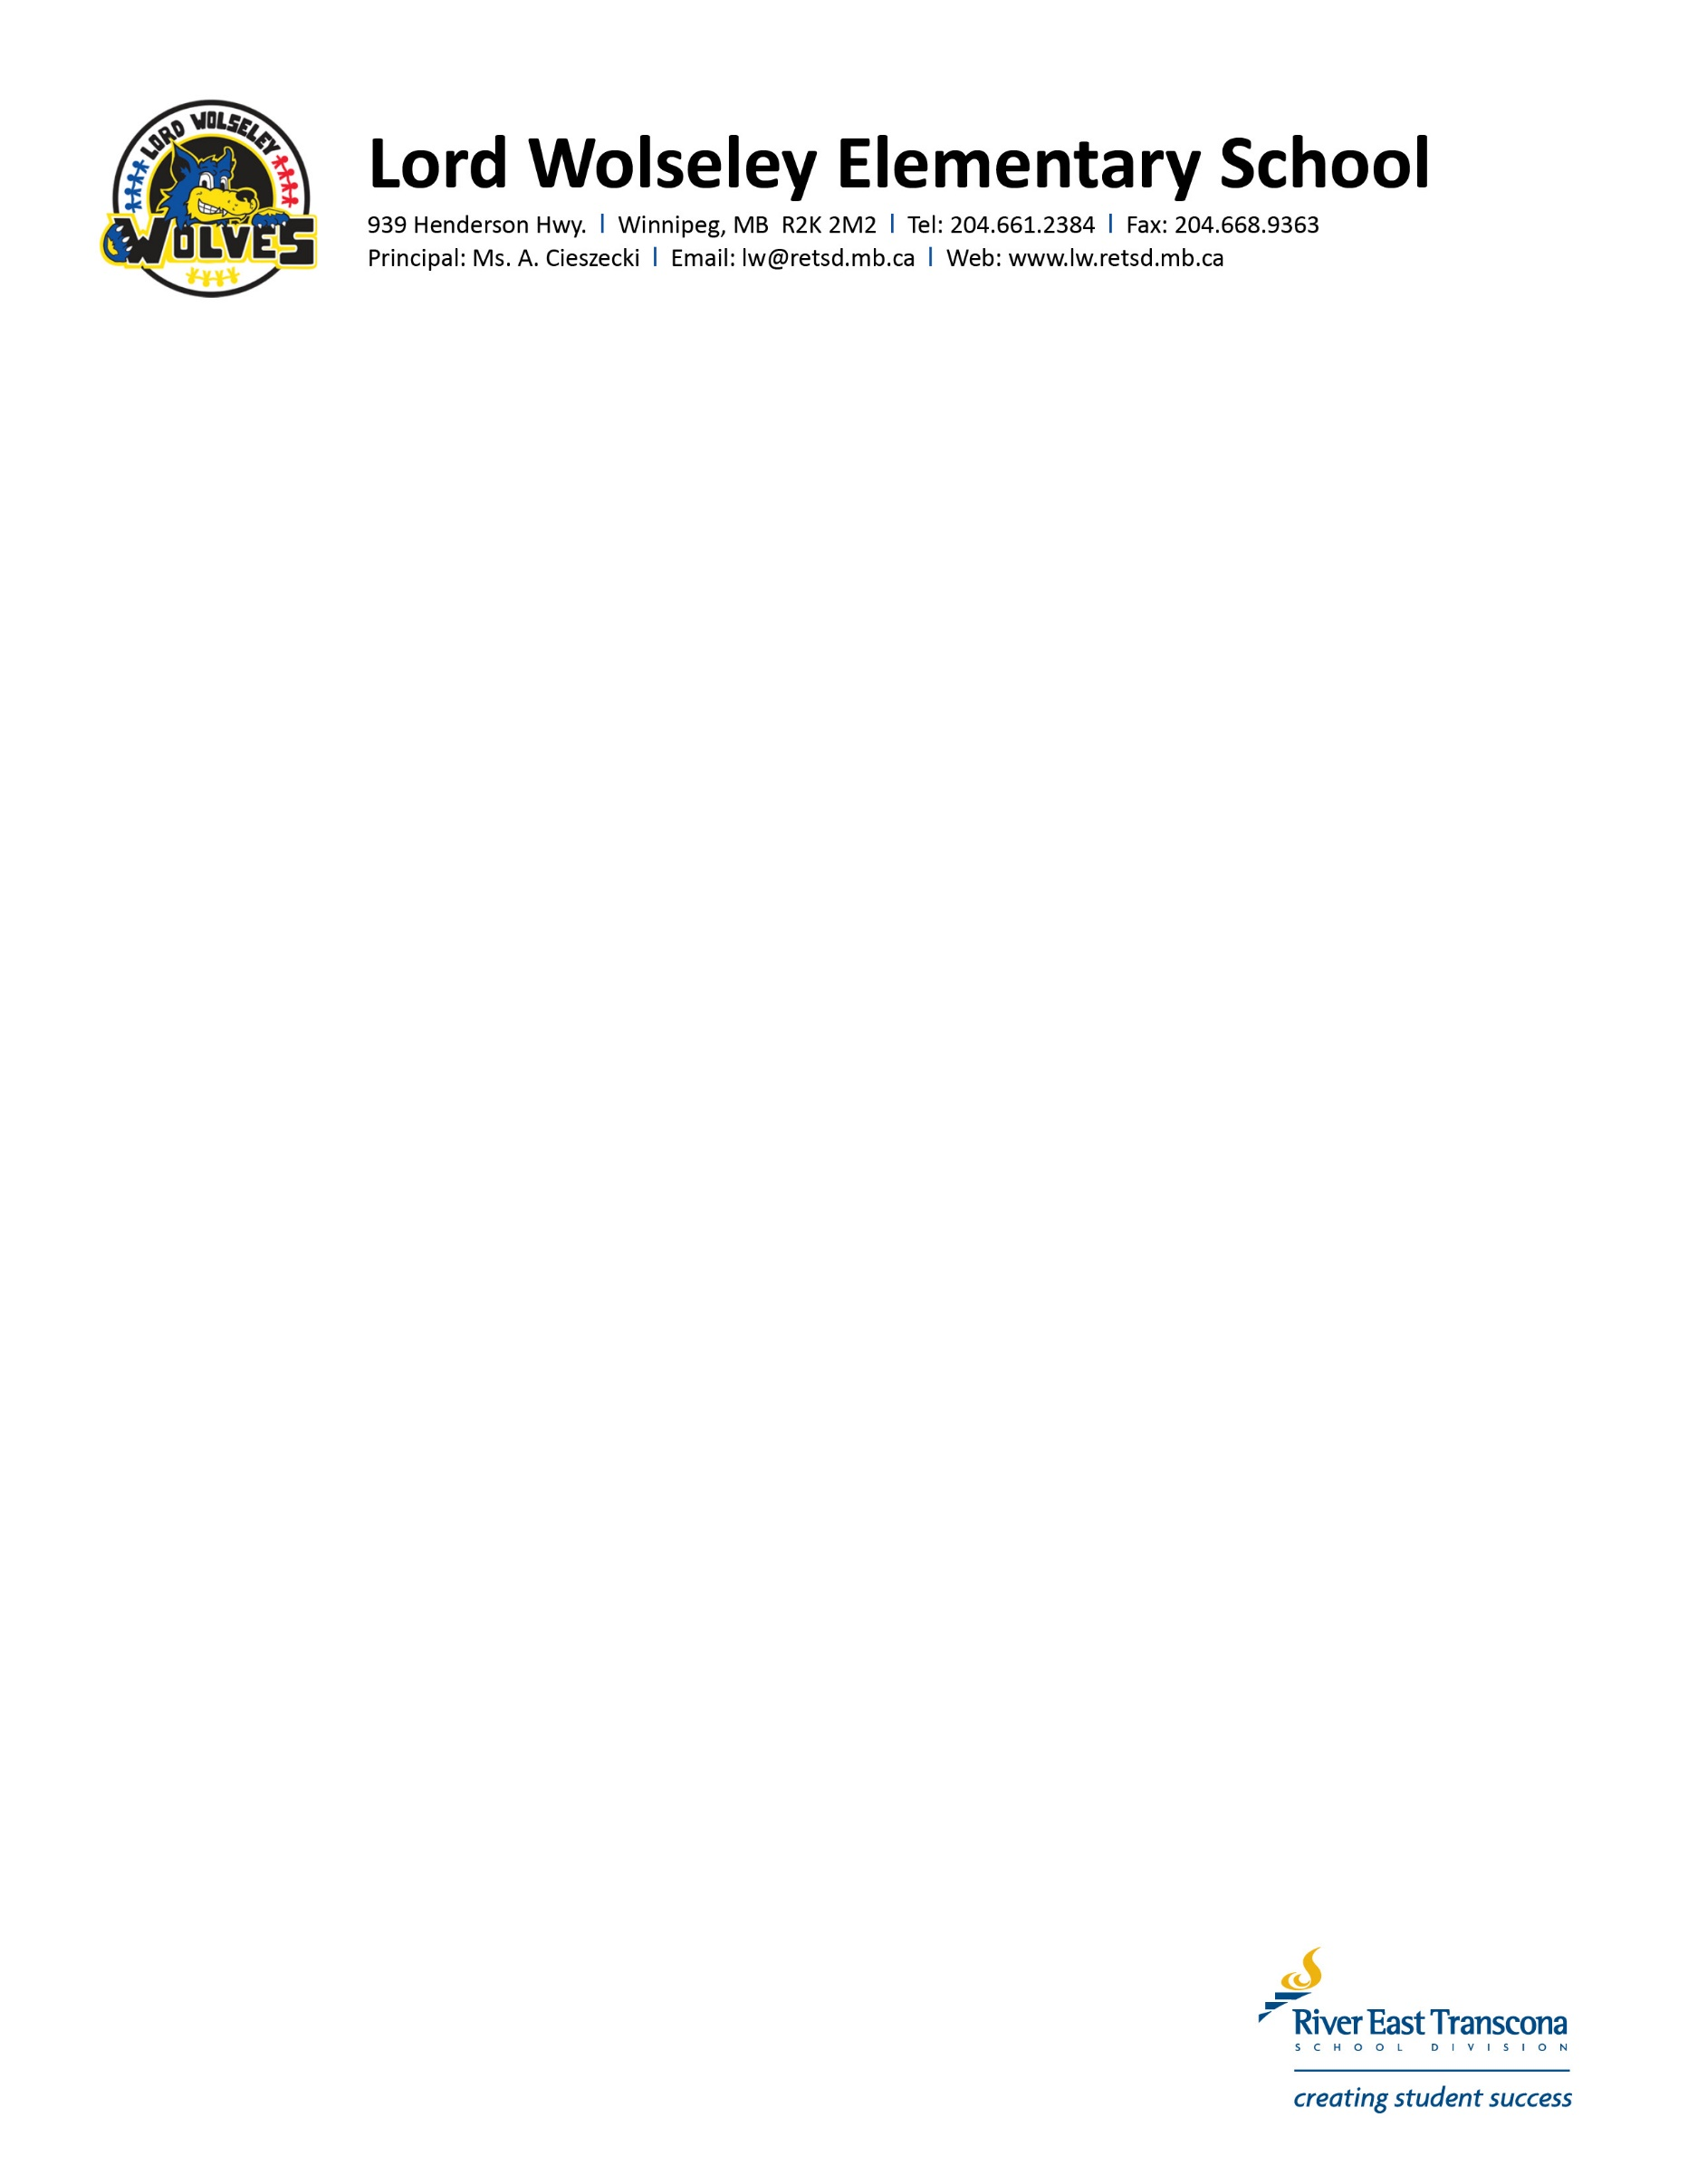 LORD WOLSELEY
WOLVES
Lord Wolseley Elementary School
939 Henderson Hwy. | Winnipeg, MB  R2K 2M2 | Tel: 204.661.2384 | Fax: 204.668.9363
Principal: Ms. A. Cieszecki | Email: lw@retsd.mb.ca | Web: www.lw.retsd.mb.ca
River East Transcona
SCHOOL DIVISION
creating student success